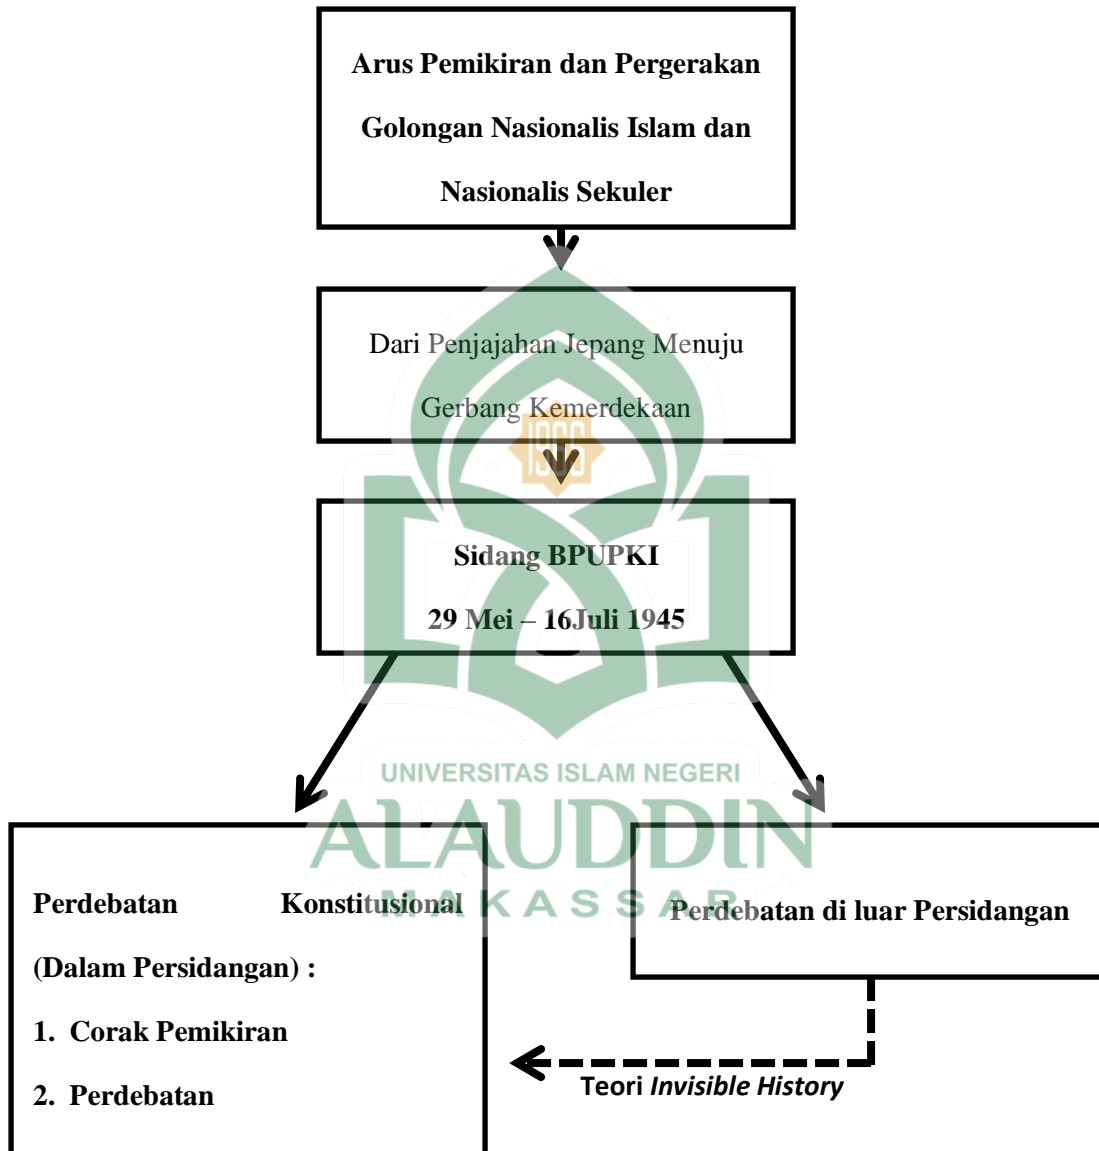 Arus Pemikiran dan Pergerakan
Golongan Nasionalis Islam dan
Nasionalis Sekuler
Dari Penjajahan Jepang Menuju
Gerbang Kemerdekaan
1966
Sidang BPUPKI
29 Mei – 16Juli 1945
UNIVERSITAS ISLAM NEGERI
ALAUDDIN
MAKASSAR
Perdebatan Konstitusional
(Dalam Persidangan) :
1. Corak Pemikiran
2. Perdebatan
Perdebatan di luar Persidangan
Teori Invisible History